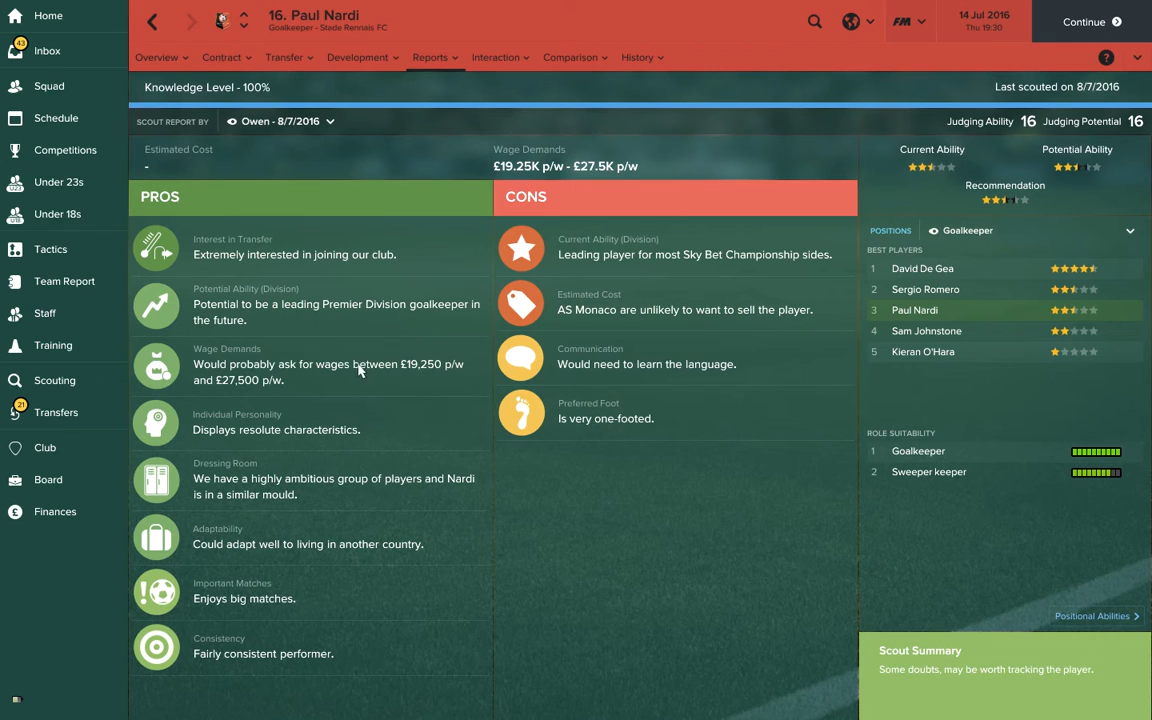 Home
43
Inbox
Squad
Schedule
Competitions
U23
Under 23s
U18
Under 18s
Tactics
Team Report
Staff
Training
Scouting
21
Transfers
Club
Board
Finances
16. Paul Nardi
Goalkeeper - Stade Rennais FC
FM
14 Jul 2016
Thu 19:30
Continue
Overview
Contract
Transfer
Development
Reports
Interaction
Comparison
History
?
Knowledge Level - 100%
Last scouted on 8/7/2016
SCOUT REPORT BY
Owen - 8/7/2016
Judging Ability 16 Judging Potential 16
Estimated Cost
-
Wage Demands
£19.25K p/w - £27.5K p/w
Current Ability
Potential Ability
Recommendation
PROS
Interest in Transfer
Extremely interested in joining our club.
Potential Ability (Division)
Potential to be a leading Premier Division goalkeeper in
the future.
Wage Demands
Would probably ask for wages between £19,250 p/w
and £27,500 p/w.
Individual Personality
Displays resolute characteristics.
Dressing Room
We have a highly ambitious group of players and Nardi
is in a similar mould.
Adaptability
Could adapt well to living in another country.
Important Matches
Enjoys big matches.
Consistency
Fairly consistent performer.
CONS
Current Ability (Division)
Leading player for most Sky Bet Championship sides.
Estimated Cost
AS Monaco are unlikely to want to sell the player.
Communication
Would need to learn the language.
Preferred Foot
Is very one-footed.
POSITIONS
Goalkeeper
BEST PLAYERS
1 David De Gea
2 Sergio Romero
3 Paul Nardi
4 Sam Johnstone
5 Kieran O'Hara
ROLE SUITABILITY
1 Goalkeeper
2 Sweeper keeper
Positional Abilities
Scout Summary
Some doubts, may be worth tracking the player.